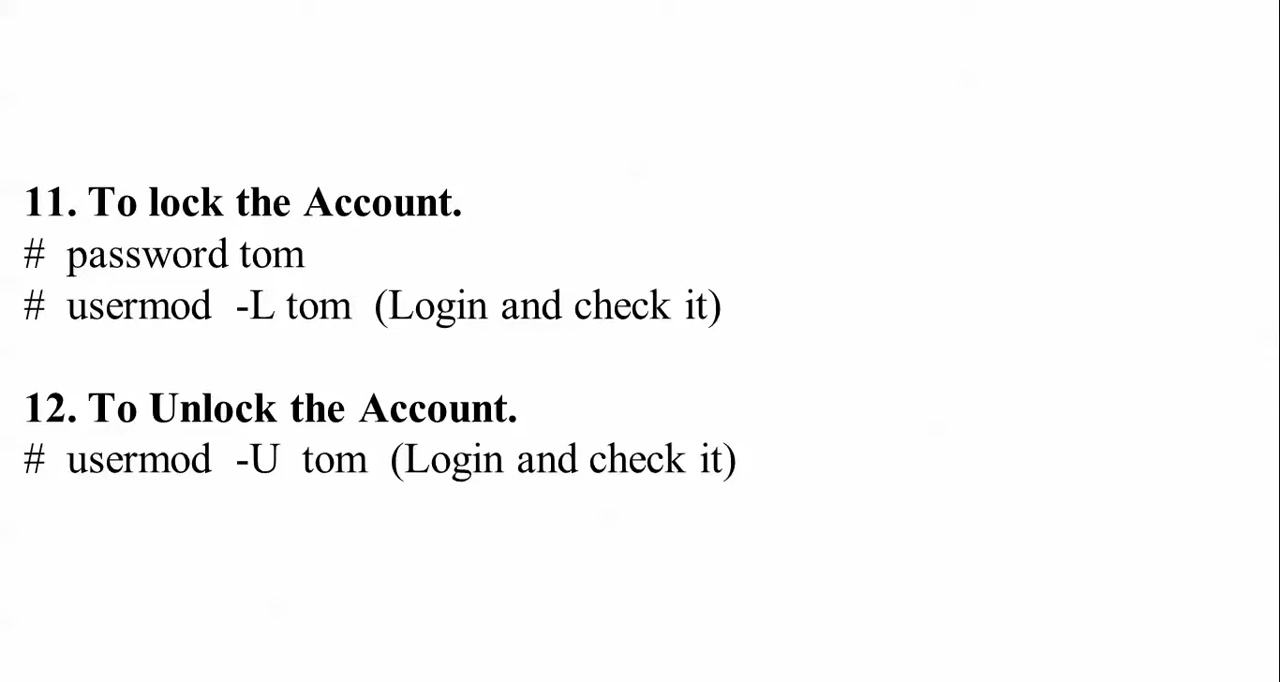 11. To lock the Account.
# password tom
# usermod -L tom (Login and check it)
12. To Unlock the Account.
# usermod -U tom (Login and check it)